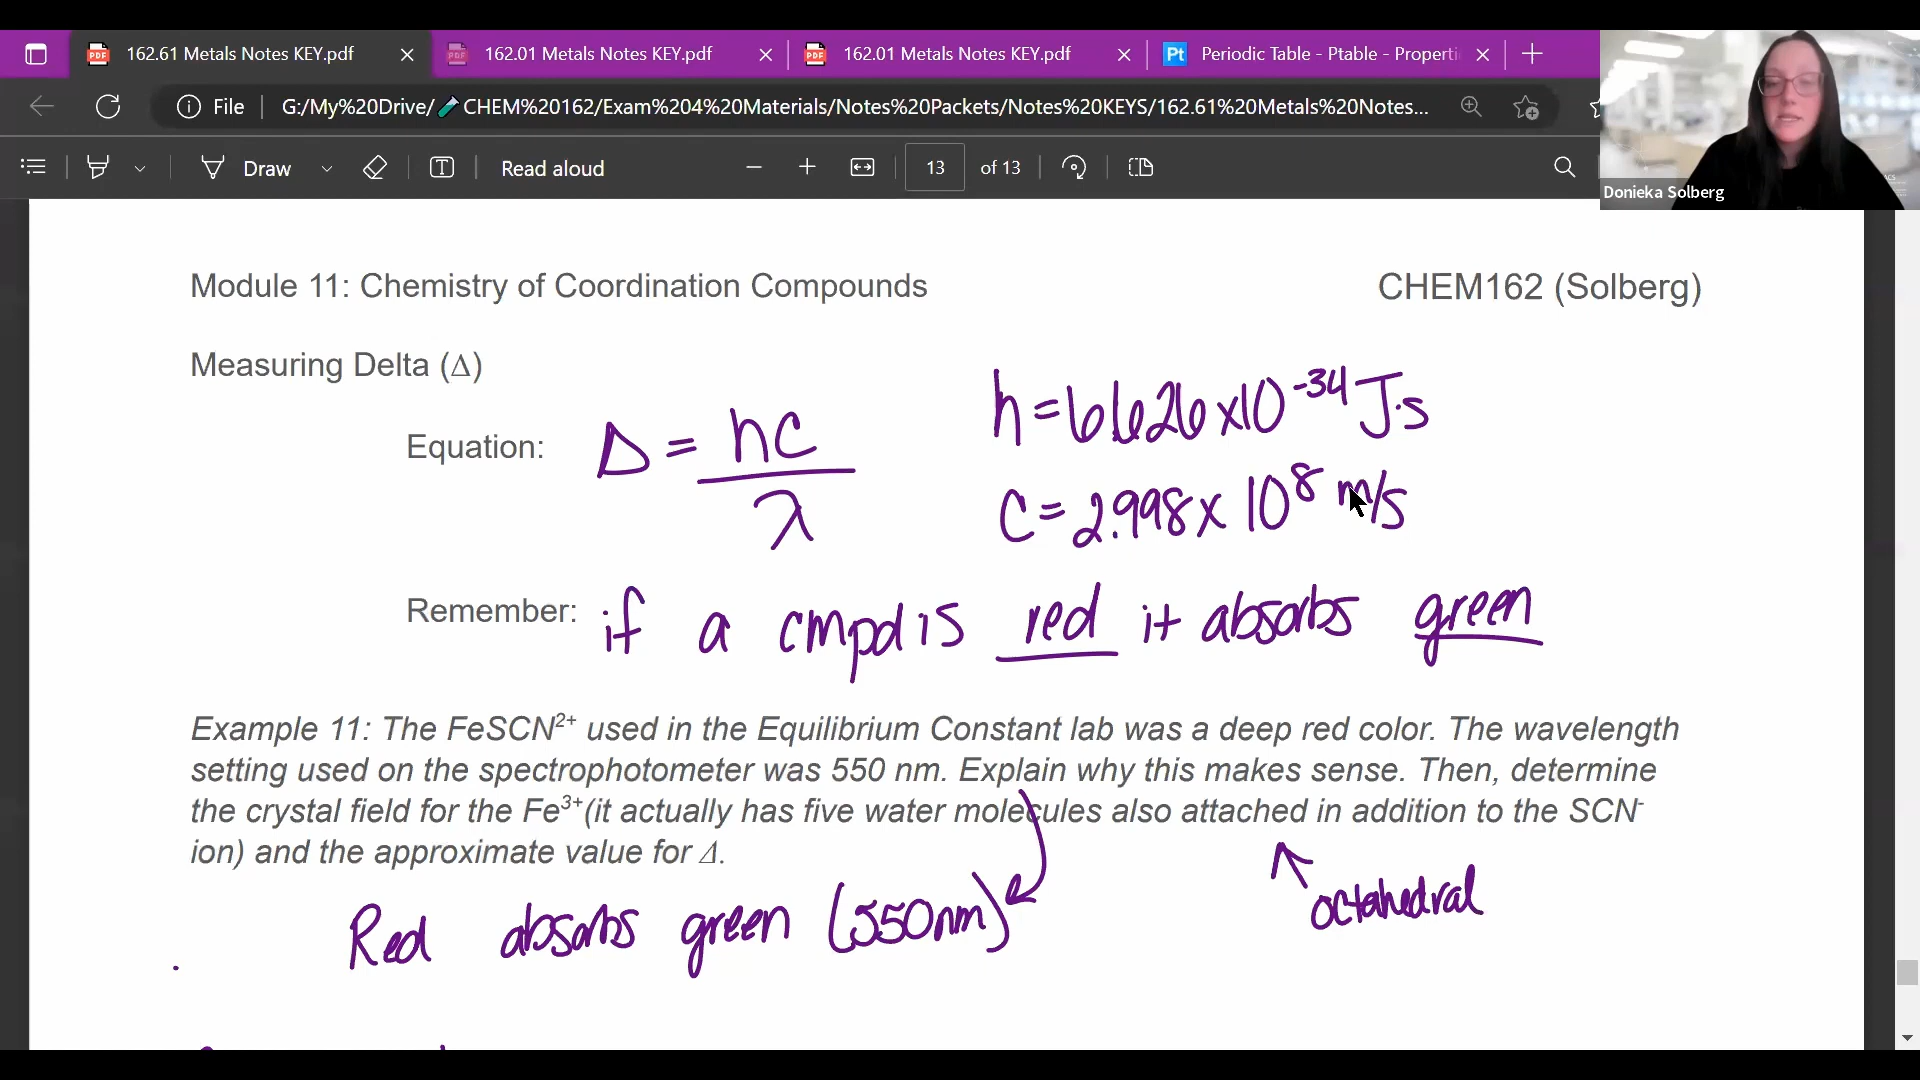 162.61 Metals Notes KEY.pdf
162.01 Metals Notes KEY.pdf
162.01 Metals Notes KEY.pdf
Pt Periodic Table - Ptable - Properti
File G:/My%20Drive/🧪CHEM%20162/Exam%204%20Materials/Notes%20Packets/Notes%20KEYS/162.61%20Metals%20Notes...
Draw Read aloud 13 of 13
Donieka Solberg
Module 11: Chemistry of Coordination Compounds CHEM162 (Solberg)
Measuring Delta (Δ)
h = 6.626 x10⁻³⁴ J·s
Equation: Δ = hc / λ
c = 2.998 x 10⁸ m/s
Remember: if a cmpd is red it absorbs green
Example 11: The FeSCN²⁺ used in the Equilibrium Constant lab was a deep red color. The wavelength
setting used on the spectrophotometer was 550 nm. Explain why this makes sense. Then, determine
the crystal field for the Fe³⁺(it actually has five water molecules also attached in addition to the SCN⁻
ion) and the approximate value for Δ.
octahedral
Red absorbs green (550nm)